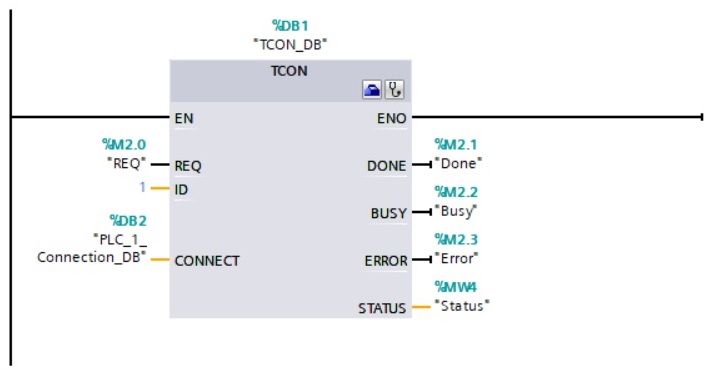 %DB1
"TCON_DB"
TCON
EN ENO
%M2.0 %M2.1
"REQ" REQ DONE "Done"
1 ID
%M2.2
BUSY "Busy"
%DB2
"PLC_1_
Connection_DB" CONNECT
%M2.3
ERROR "Error"
%MW4
STATUS "Status"